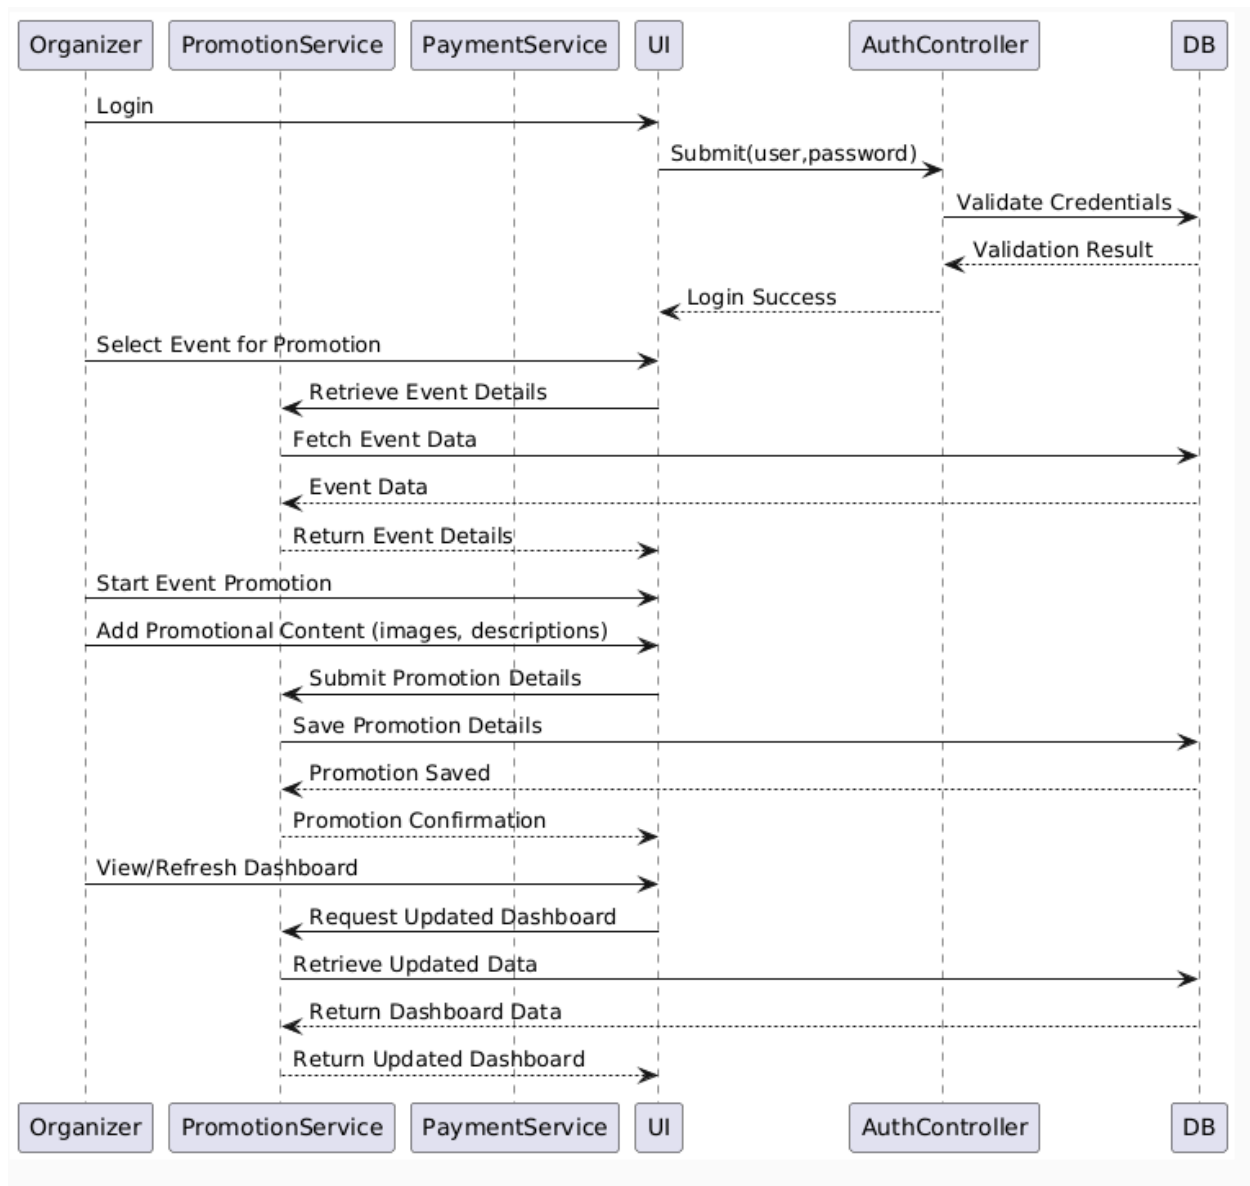 Organizer PromotionService PaymentService UI AuthController DB
Login
Submit(user,password)
Validate Credentials
Validation Result
Login Success
Select Event for Promotion
Retrieve Event Details
Fetch Event Data
Event Data
Return Event Details
Start Event Promotion
Add Promotional Content (images, descriptions)
Submit Promotion Details
Save Promotion Details
Promotion Saved
Promotion Confirmation
View/Refresh Dashboard
Request Updated Dashboard
Retrieve Updated Data
Return Dashboard Data
Return Updated Dashboard
Organizer PromotionService PaymentService UI AuthController DB